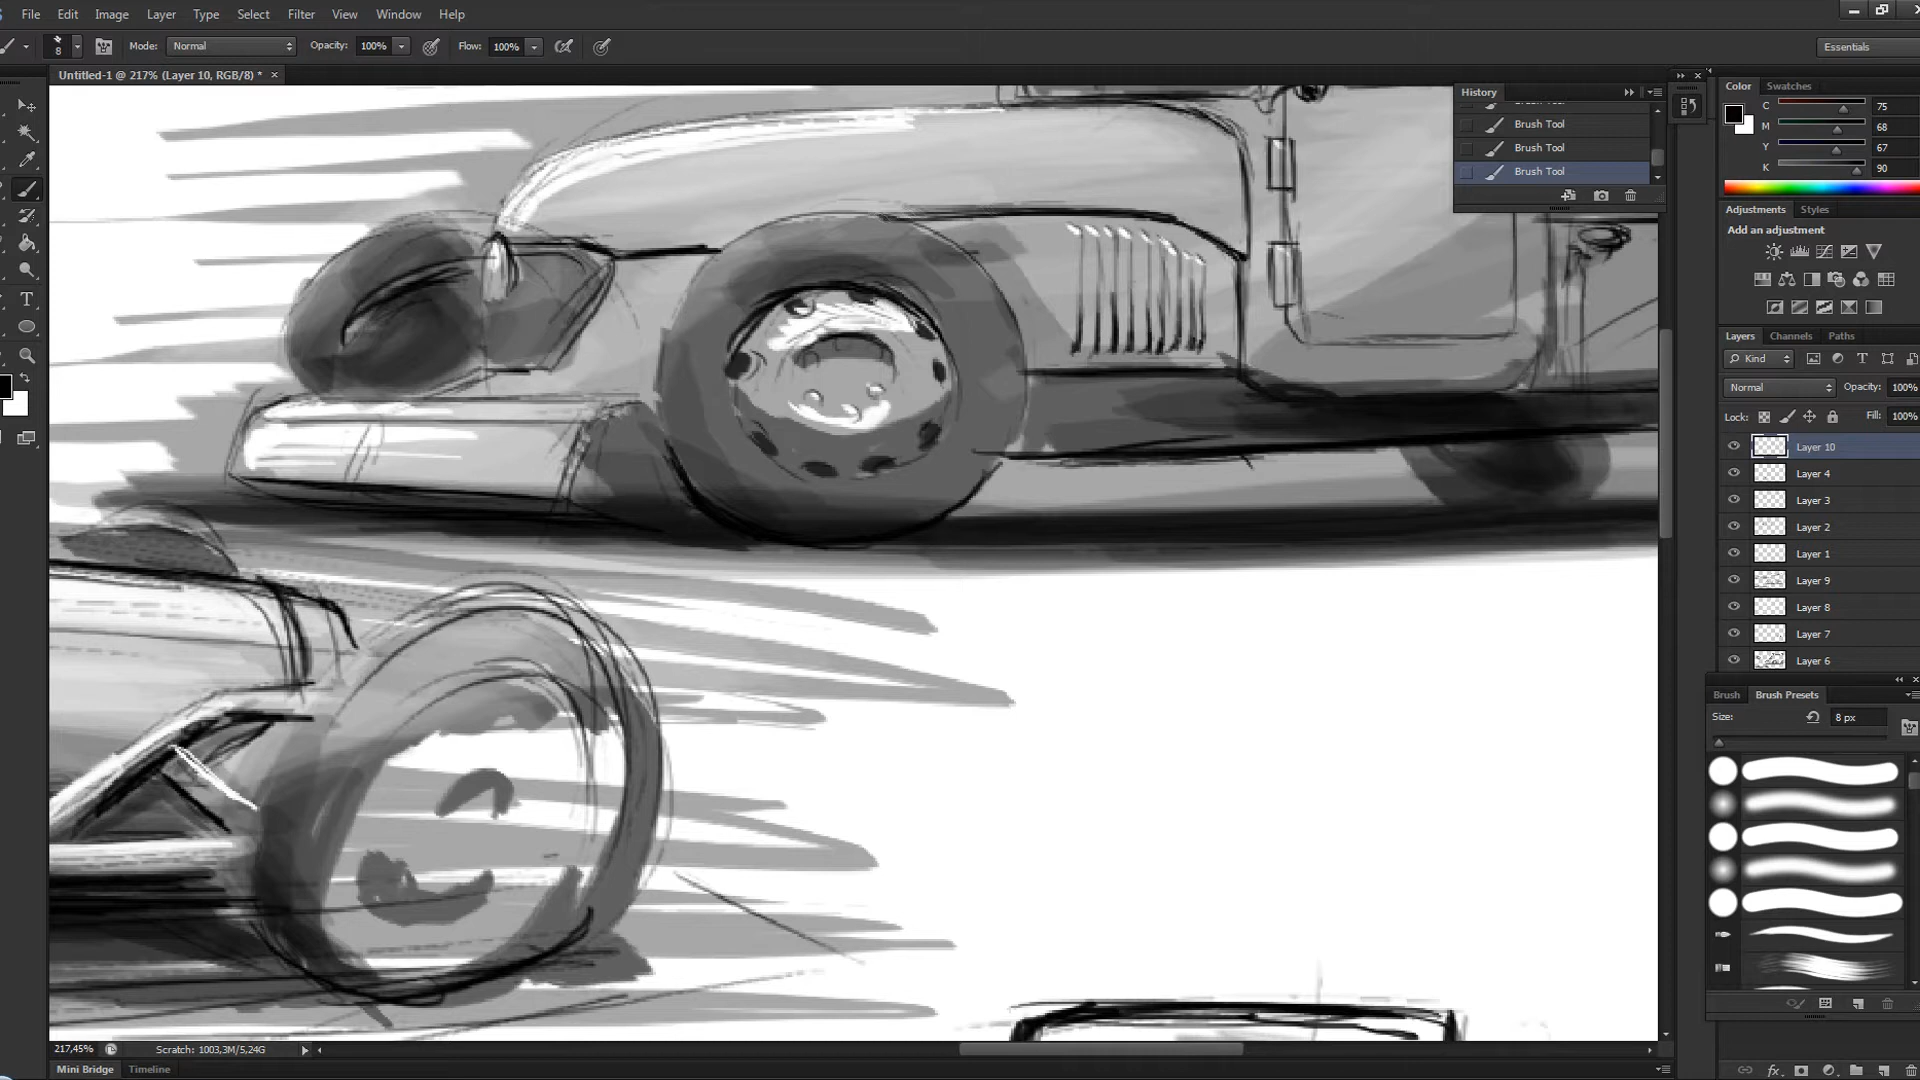 File Edit Image Layer Type Select Filter View Window Help
8 Mode: Normal Opacity: 100% Flow: 100% Essentials
Untitled-1 @ 217% (Layer 10, RGB/8) *
History
Brush Tool
Brush Tool
Brush Tool
Color Swatches
C 75
M 68
Y 67
K 90
Adjustments Styles
Add an adjustment
Layers Channels Paths
Kind
Normal Opacity: 100%
Lock: Fill: 100%
Layer 10
Layer 4
Layer 3
Layer 2
Layer 1
Layer 9
Layer 8
Layer 7
Layer 6
Brush Brush Presets
Size: 8 px
217,45% Scratch: 1003,3M/5,24G
Mini Bridge Timeline